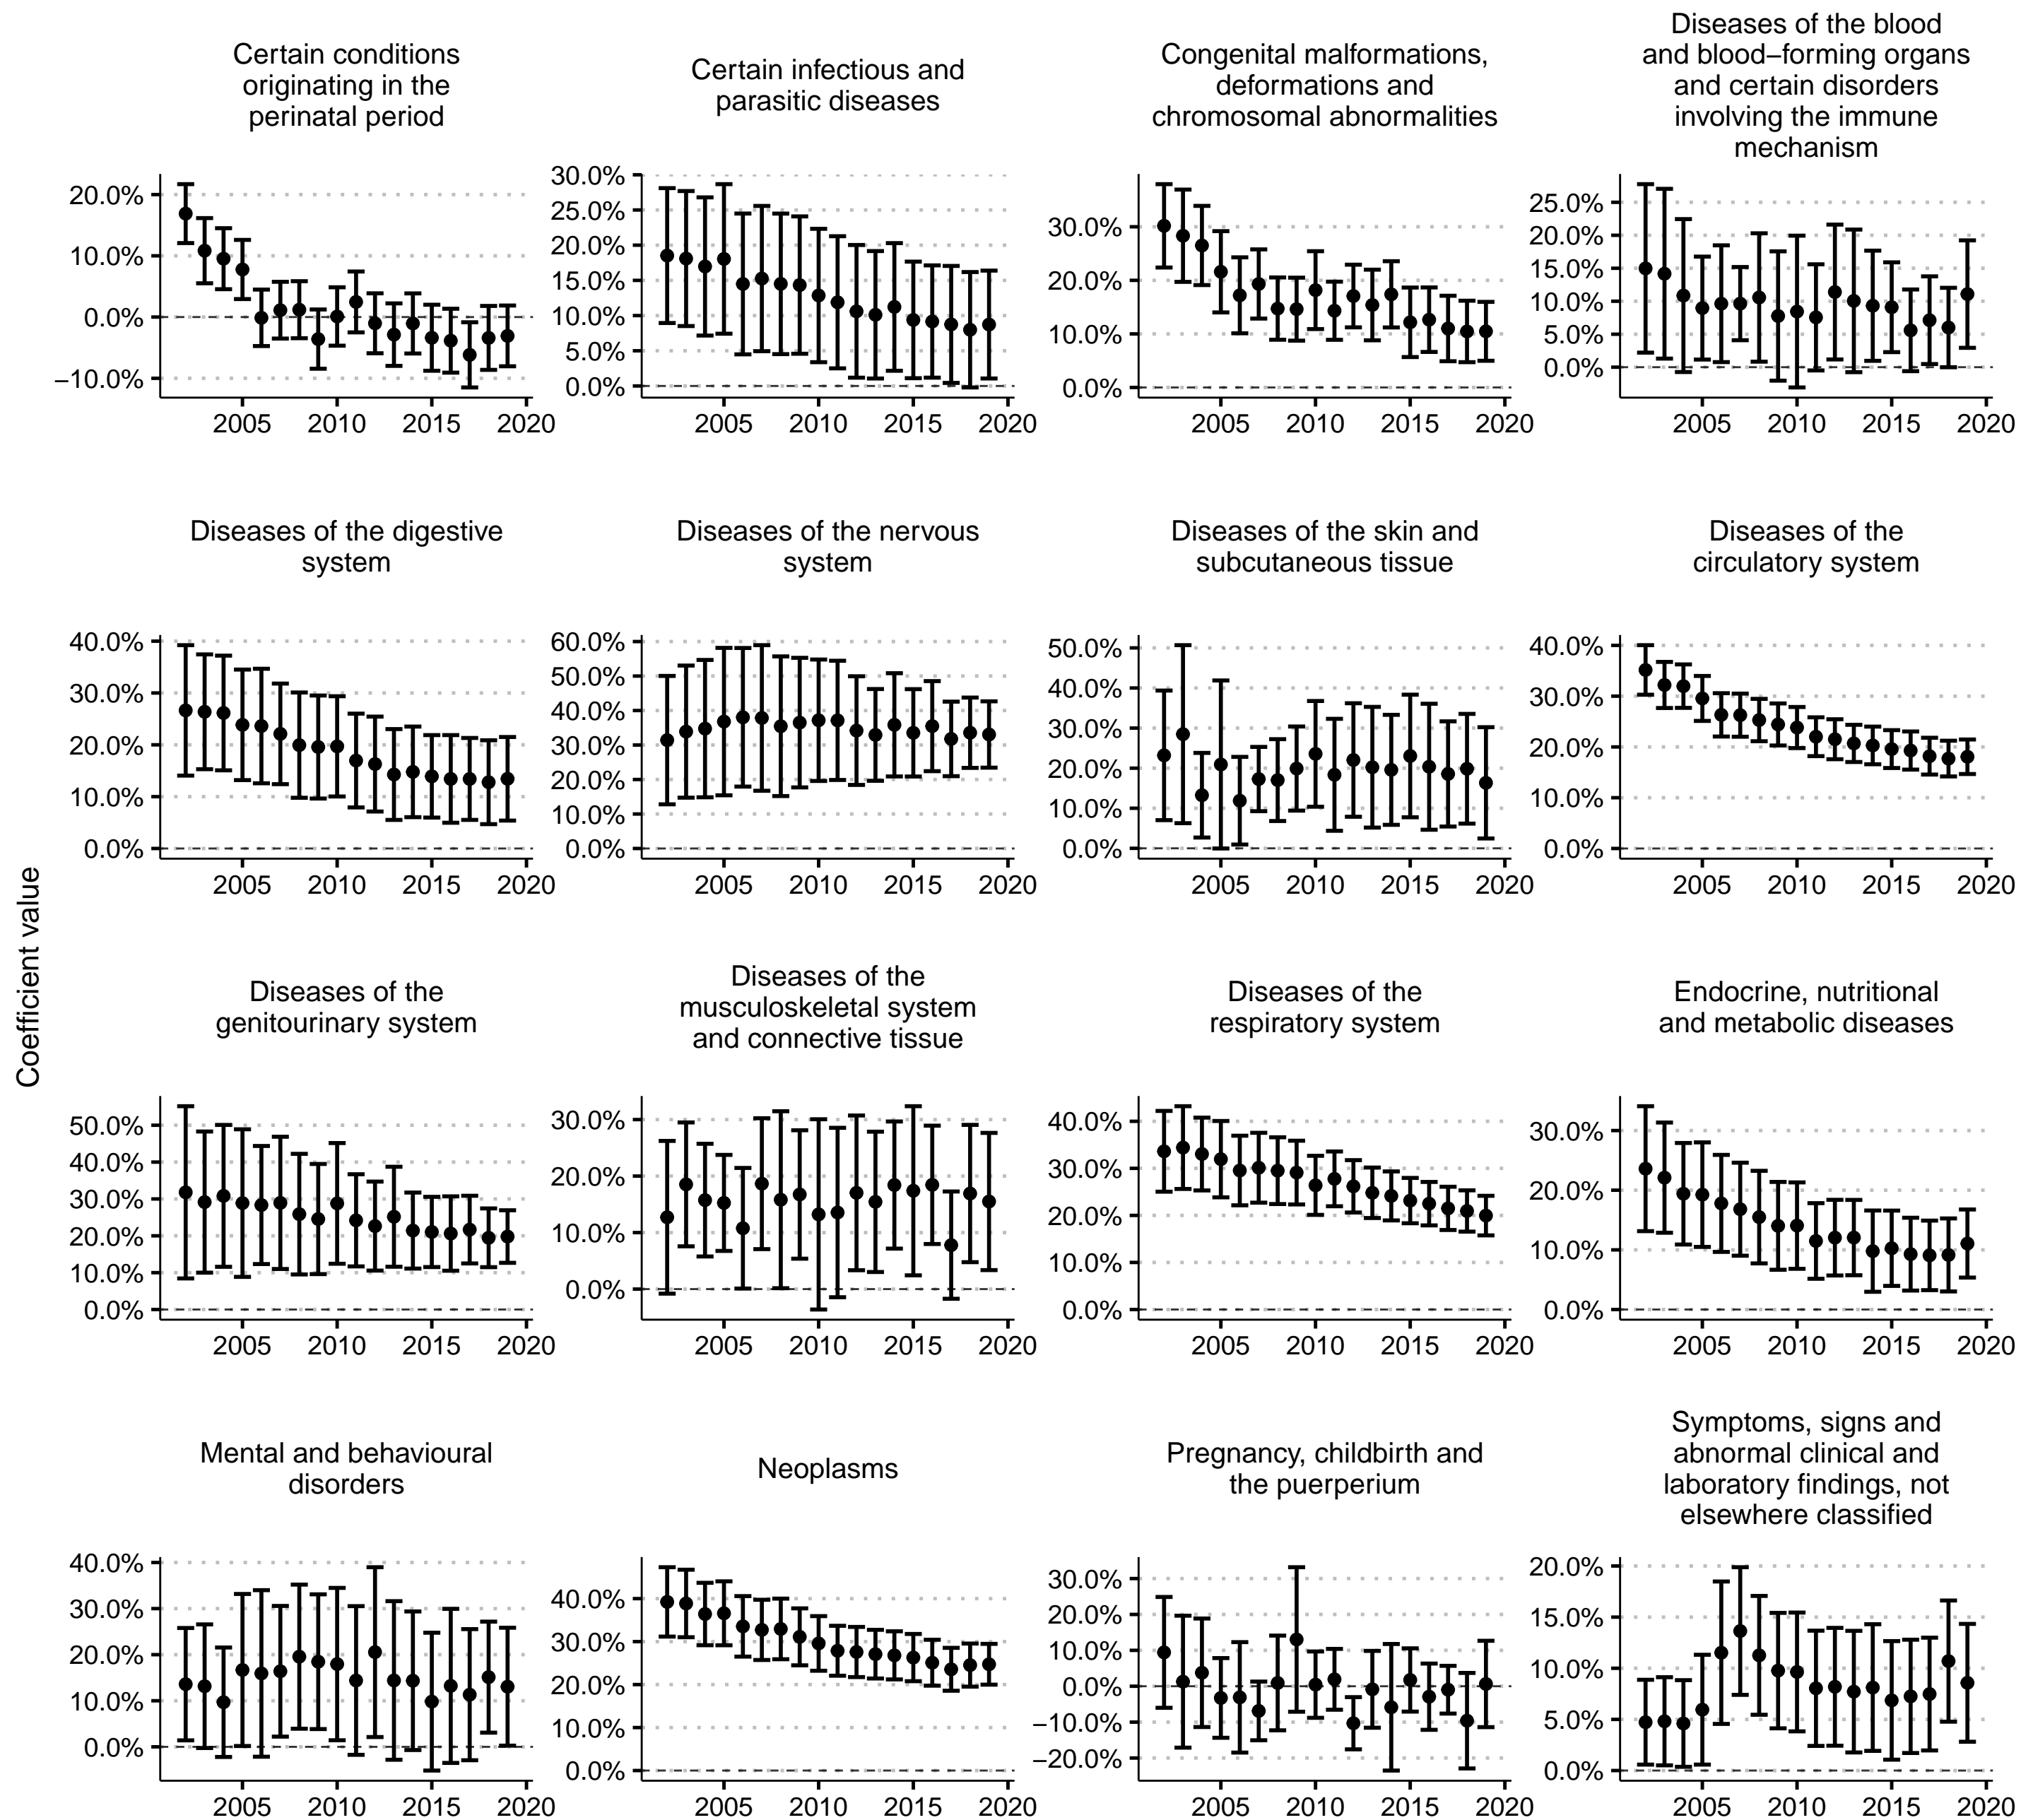 Certain conditions
originating in the
perinatal period
Certain infectious and
parasitic diseases
Congenital malformations,
deformations and
chromosomal abnormalities
Diseases of the blood
and blood−forming organs
and certain disorders
involving the immune
mechanism
20.0%
10.0%
0.0%
−10.0%
2005 2010 2015 2020
30.0%
25.0%
20.0%
15.0%
10.0%
5.0%
0.0%
2005 2010 2015 2020
30.0%
20.0%
10.0%
0.0%
2005 2010 2015 2020
25.0%
20.0%
15.0%
10.0%
5.0%
0.0%
2005 2010 2015 2020
Diseases of the digestive
system
Diseases of the nervous
system
Diseases of the skin and
subcutaneous tissue
Diseases of the
circulatory system
40.0%
30.0%
20.0%
10.0%
0.0%
2005 2010 2015 2020
60.0%
50.0%
40.0%
30.0%
20.0%
10.0%
0.0%
2005 2010 2015 2020
50.0%
40.0%
30.0%
20.0%
10.0%
0.0%
2005 2010 2015 2020
40.0%
30.0%
20.0%
10.0%
0.0%
2005 2010 2015 2020
Coefficient value
Diseases of the
genitourinary system
Diseases of the
musculoskeletal system
and connective tissue
Diseases of the
respiratory system
Endocrine, nutritional
and metabolic diseases
50.0%
40.0%
30.0%
20.0%
10.0%
0.0%
2005 2010 2015 2020
30.0%
20.0%
10.0%
0.0%
2005 2010 2015 2020
40.0%
30.0%
20.0%
10.0%
0.0%
2005 2010 2015 2020
30.0%
20.0%
10.0%
0.0%
2005 2010 2015 2020
Mental and behavioural
disorders
Neoplasms
Pregnancy, childbirth and
the puerperium
Symptoms, signs and
abnormal clinical and
laboratory findings, not
elsewhere classified
40.0%
30.0%
20.0%
10.0%
0.0%
2005 2010 2015 2020
40.0%
30.0%
20.0%
10.0%
0.0%
2005 2010 2015 2020
30.0%
20.0%
10.0%
0.0%
−10.0%
−20.0%
2005 2010 2015 2020
20.0%
15.0%
10.0%
5.0%
0.0%
2005 2010 2015 2020